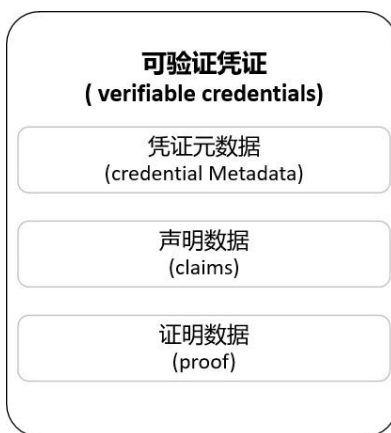 可验证凭证
( verifiable credentials)
凭证元数据
(credential Metadata)
声明数据
(claims)
证明数据
(proof)